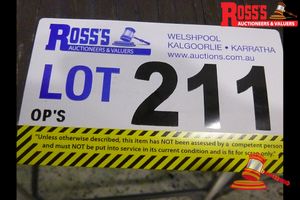 ROSS'S
AUCTIONEERS & VALUERS
ROSS'S
AUCTIONEERS & VALUERS
WELSHPOOL
KALGOORLIE • KARRATHA
www.auctions.com.au
LOT 211
OP'S
"Unless otherwise described, this item has NOT been assessed by a competent person
and must NOT be put into service in its current condition and is fit for scrap only."